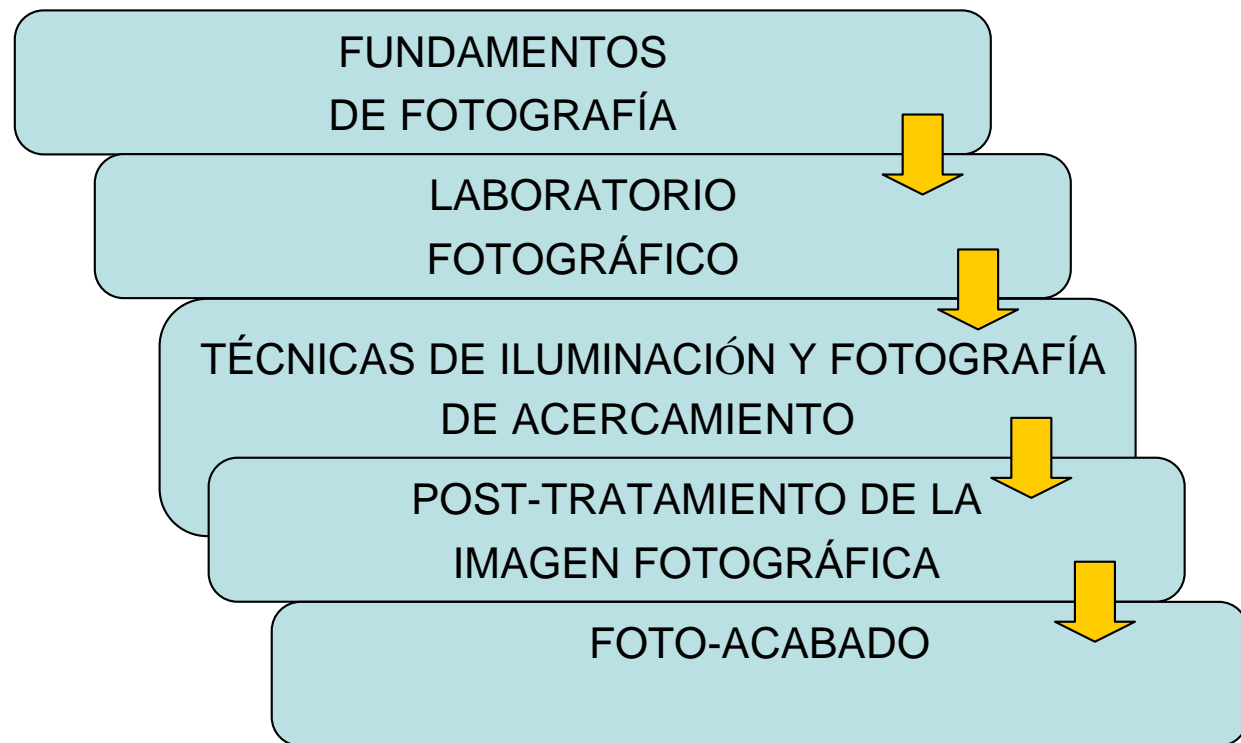 FUNDAMENTOS
DE FOTOGRAFÍA
LABORATORIO
FOTOGRÁFICO
TÉCNICAS DE ILUMINACIÓN Y FOTOGRAFÍA
DE ACERCAMIENTO
POST-TRATAMIENTO DE LA
IMAGEN FOTOGRÁFICA
FOTO-ACABADO